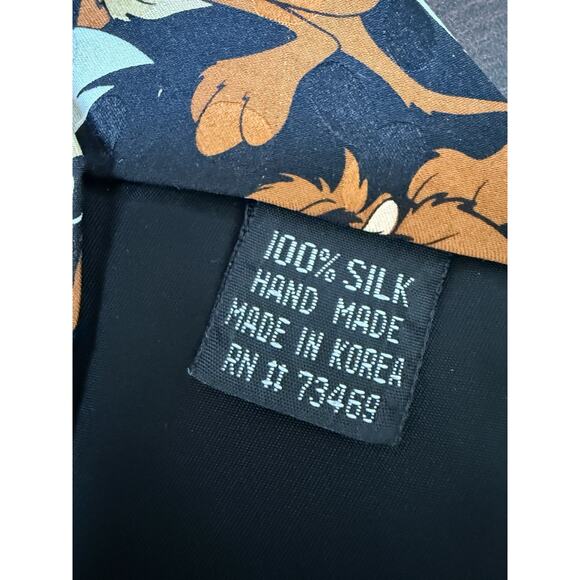 100% SILK
HAND MADE
MADE IN KOREA
RN # 73469